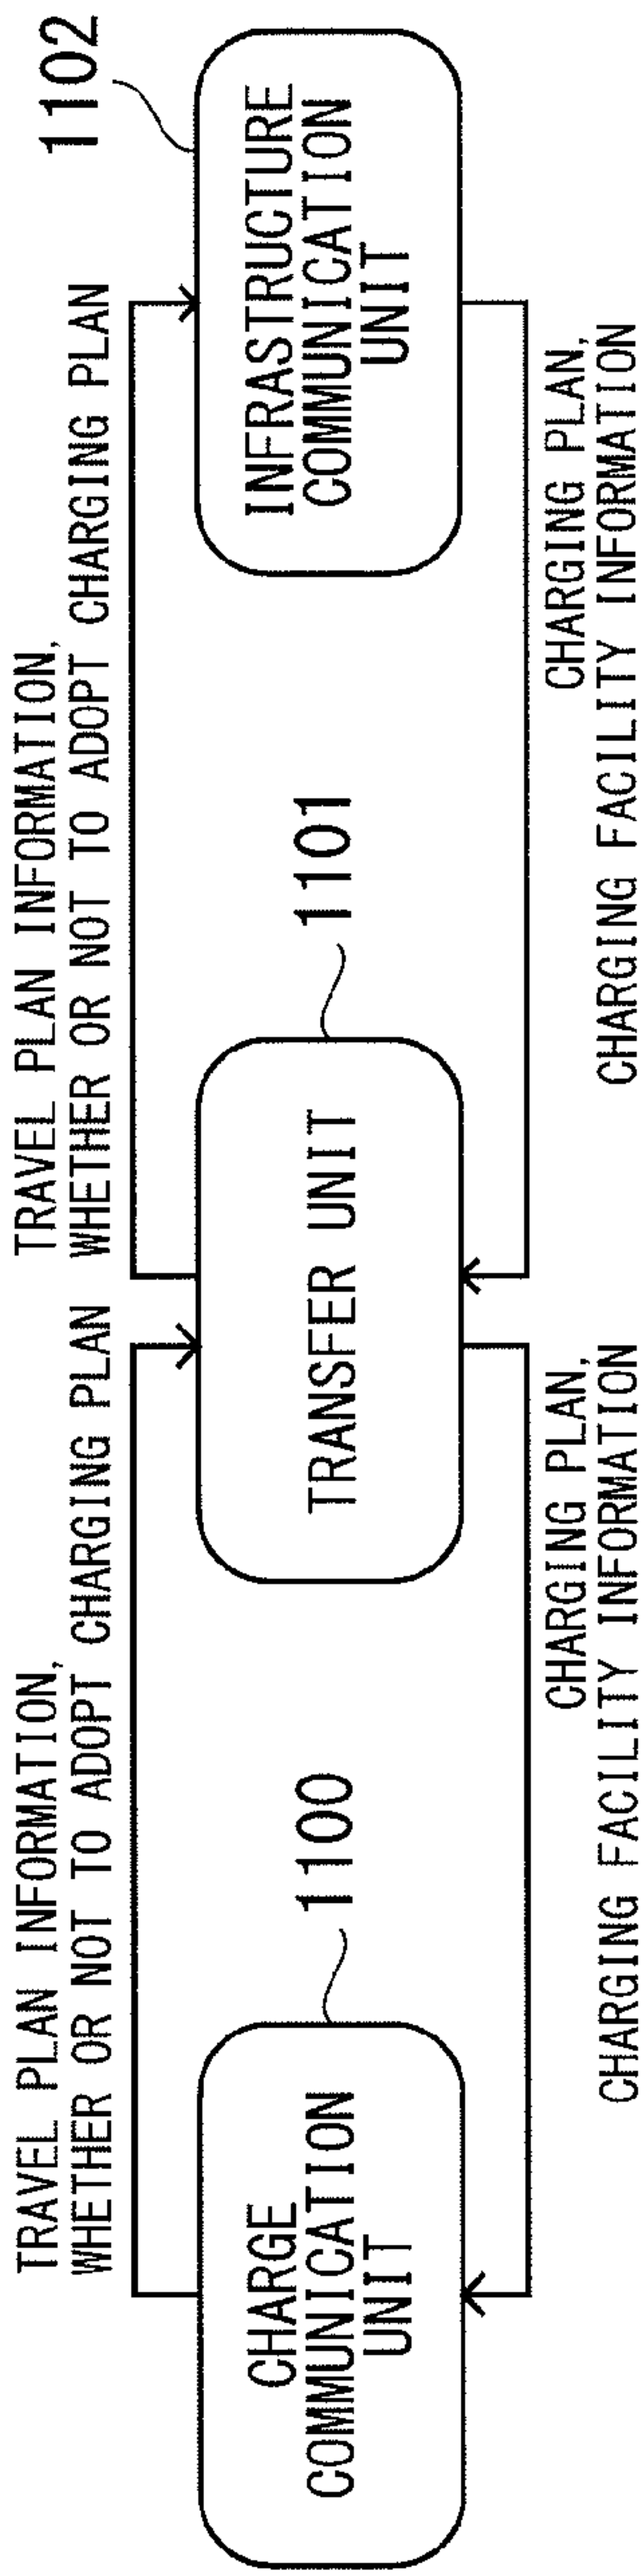 TRAVEL PLAN INFORMATION,
WHETHER OR NOT TO ADOPT CHARGING PLAN
TRAVEL PLAN INFORMATION,
WHETHER OR NOT TO ADOPT CHARGING PLAN
1100
1101
1102
CHARGE
COMMUNICATION
UNIT
TRANSFER UNIT
INFRASTRUCTURE
COMMUNICATION
UNIT
CHARGING PLAN,
CHARGING FACILITY INFORMATION
CHARGING PLAN,
CHARGING FACILITY INFORMATION